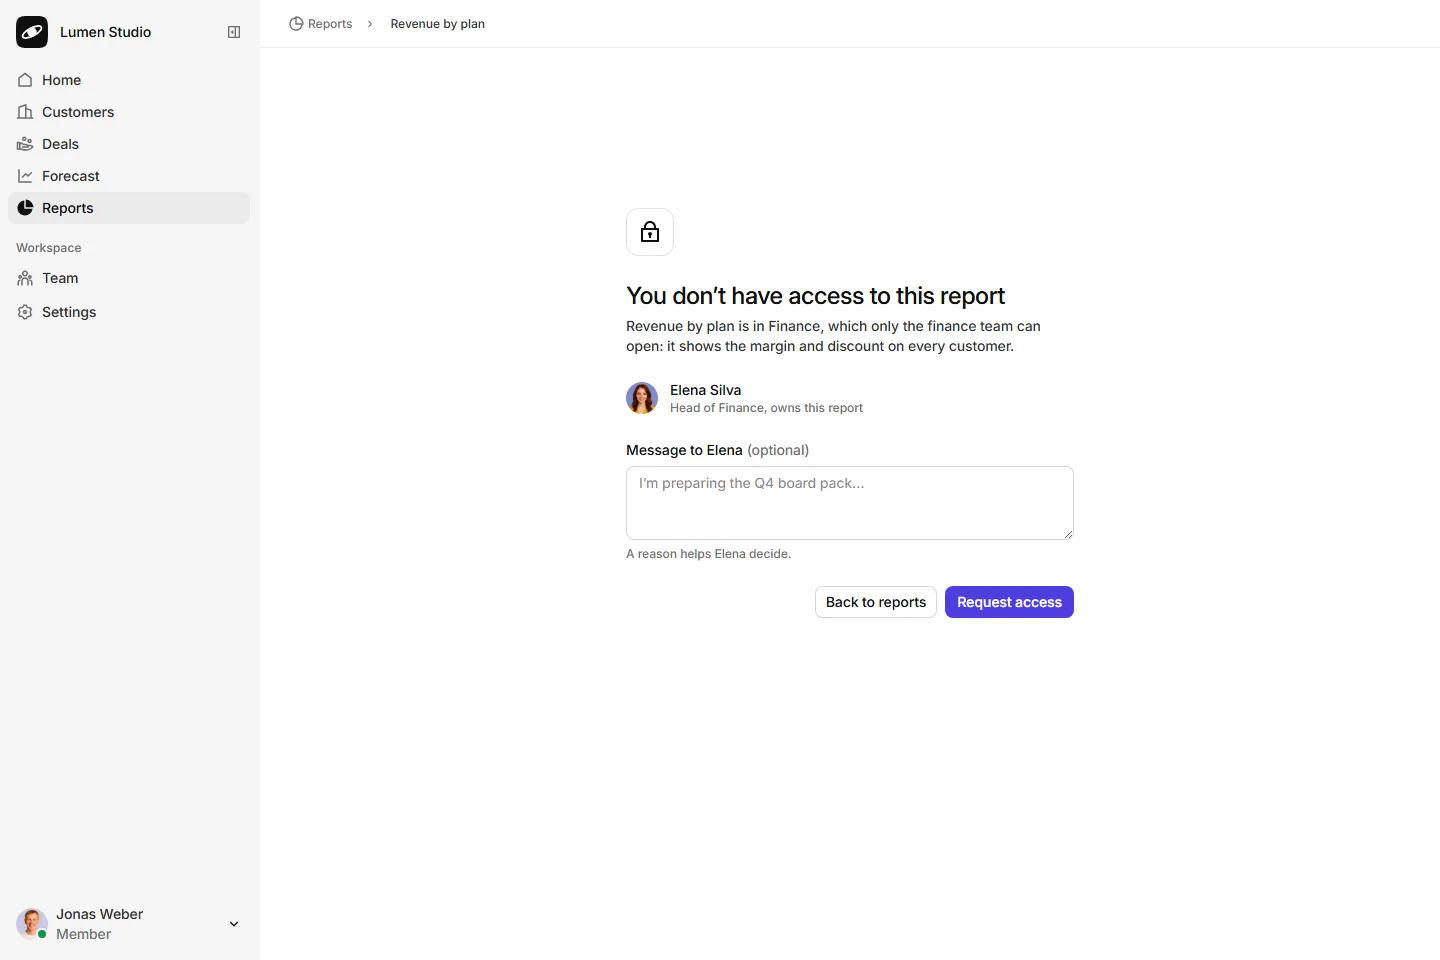 Lumen Studio
Home
Customers
Deals
Forecast
Reports
Workspace
Team
Settings
Jonas Weber
Member
Reports
Revenue by plan
You don’t have access to this report
Revenue by plan is in Finance, which only the finance team can
open: it shows the margin and discount on every customer.
Elena Silva
Head of Finance, owns this report
Message to Elena (optional)
I’m preparing the Q4 board pack…
A reason helps Elena decide.
Back to reports
Request access